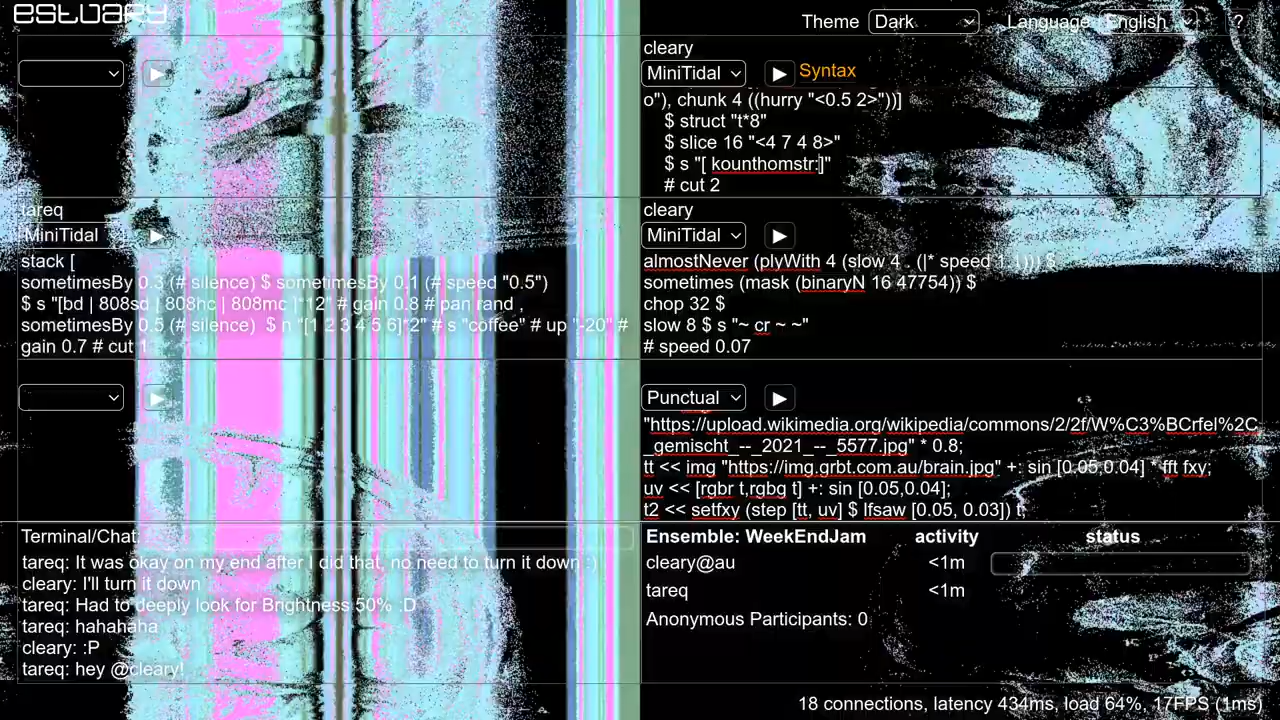 estuary
Theme Dark Language English ?
cleary
MiniTidal Syntax
o"), chunk 4 ((hurry "<0.5 2>"))]
$ struct "t*8"
$ slice 16 "<4 7 4 8>"
$ s "[ kounthomstr:]"
# cut 2
tareq
MiniTidal
stack [
sometimesBy 0.3 (# silence) $ sometimesBy 0.1 (# speed "0.5")
$ s "[bd | 808sd | 808hc | 808mc ]*12" # gain 0.8 # pan rand ,
sometimesBy 0.5 (# silence)  $ n "[1 2 3 4 5 6]*2" # s "coffee" # up "-20" #
gain 0.7 # cut 1
cleary
MiniTidal
almostNever (plyWith 4 (slow 4 . (|* speed 1.1))) $
sometimes (mask (binaryN 16 47754)) $
chop 32 $
slow 8 $ s "~ cr ~ ~"
# speed 0.07
Punctual
"https://upload.wikimedia.org/wikipedia/commons/2/2f/W%C3%BCrfel%2C
_gemischt_--_2021_--_5577.jpg" * 0.8;
tt << img "https://img.grbt.com.au/brain.jpg" +: sin [0.05,0.04] * fft fxy;
uv << [rgbr t,rgbg t] +: sin [0.05,0.04];
t2 << setfxy (step [tt, uv] $ lfsaw [0.05, 0.03]) t;
Terminal/Chat
tareq: It was okay on my end after I did that, no need to turn it down :)
cleary: I'll turn it down
tareq: Had to deeply look for Brightness 50% :D
tareq: hahahaha
cleary: :P
tareq: hey @cleary!
Ensemble: WeekEndJam activity status
cleary@au <1m
tareq <1m
Anonymous Participants: 0
18 connections, latency 434ms, load 64%, 17FPS (1ms)